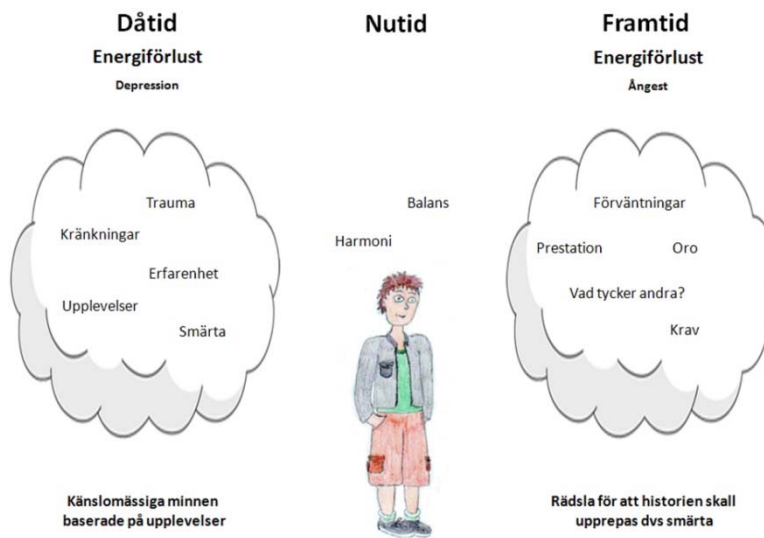 Dåtid
Energiförlust
Depression
Trauma
Kränkningar
Erfarenhet
Upplevelser
Smärta
Känslomässiga minnen
baserade på upplevelser
Nutid
Balans
Harmoni
Framtid
Energiförlust
Ångest
Förväntningar
Prestation Oro
Vad tycker andra?
Krav
Rädsla för att historien skall
upprepas dvs smärta